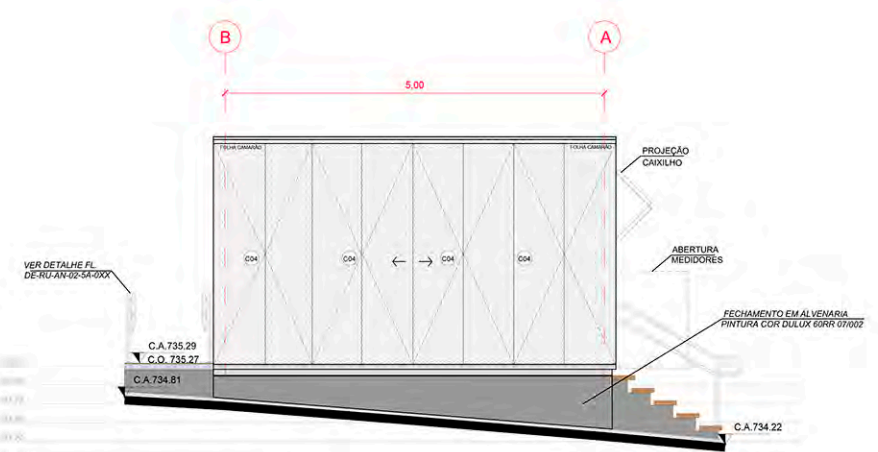 B
A
5,00
FOLHA CAMARÃO
FOLHA CAMARÃO
PROJEÇÃO
CAIXILHO
C04
C04
C04
C04
ABERTURA
MEDIDORES
VER DETALHE FL.
DE-RU-AN-02-5A-0XX
FECHAMENTO EM ALVENARIA
PINTURA COR DULUX 60RR 07/002
C.A.735.29
C.O. 735.27
C.A.734.81
C.A.734.22